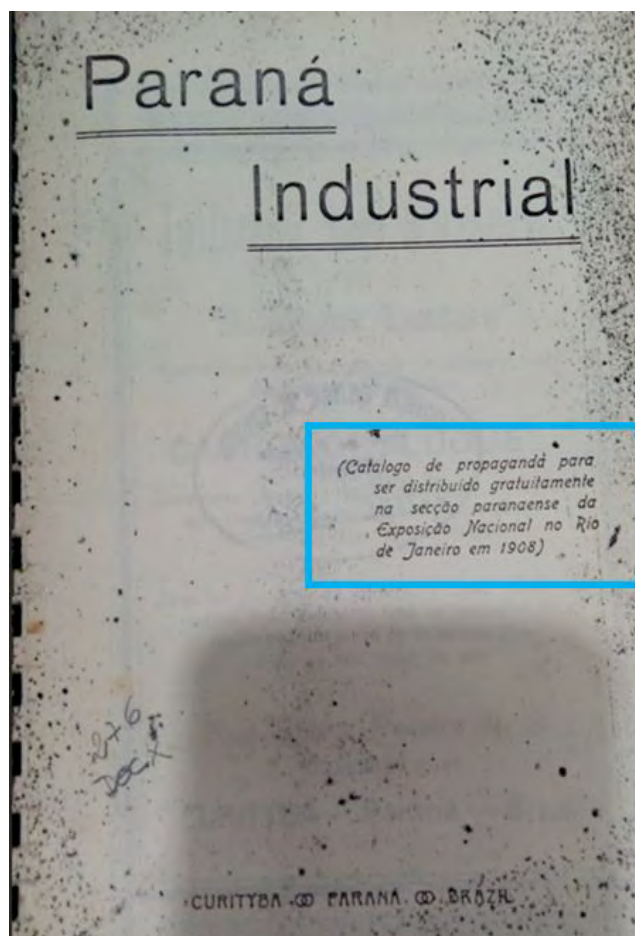 Paraná
Industrial
(Catalogo de propaganda para
ser distribuido gratuitamente
na secção paranaense da
Exposição Nacional no Rio
de Janeiro em 1908)
CURITYBA PARANÁ BRAZIL